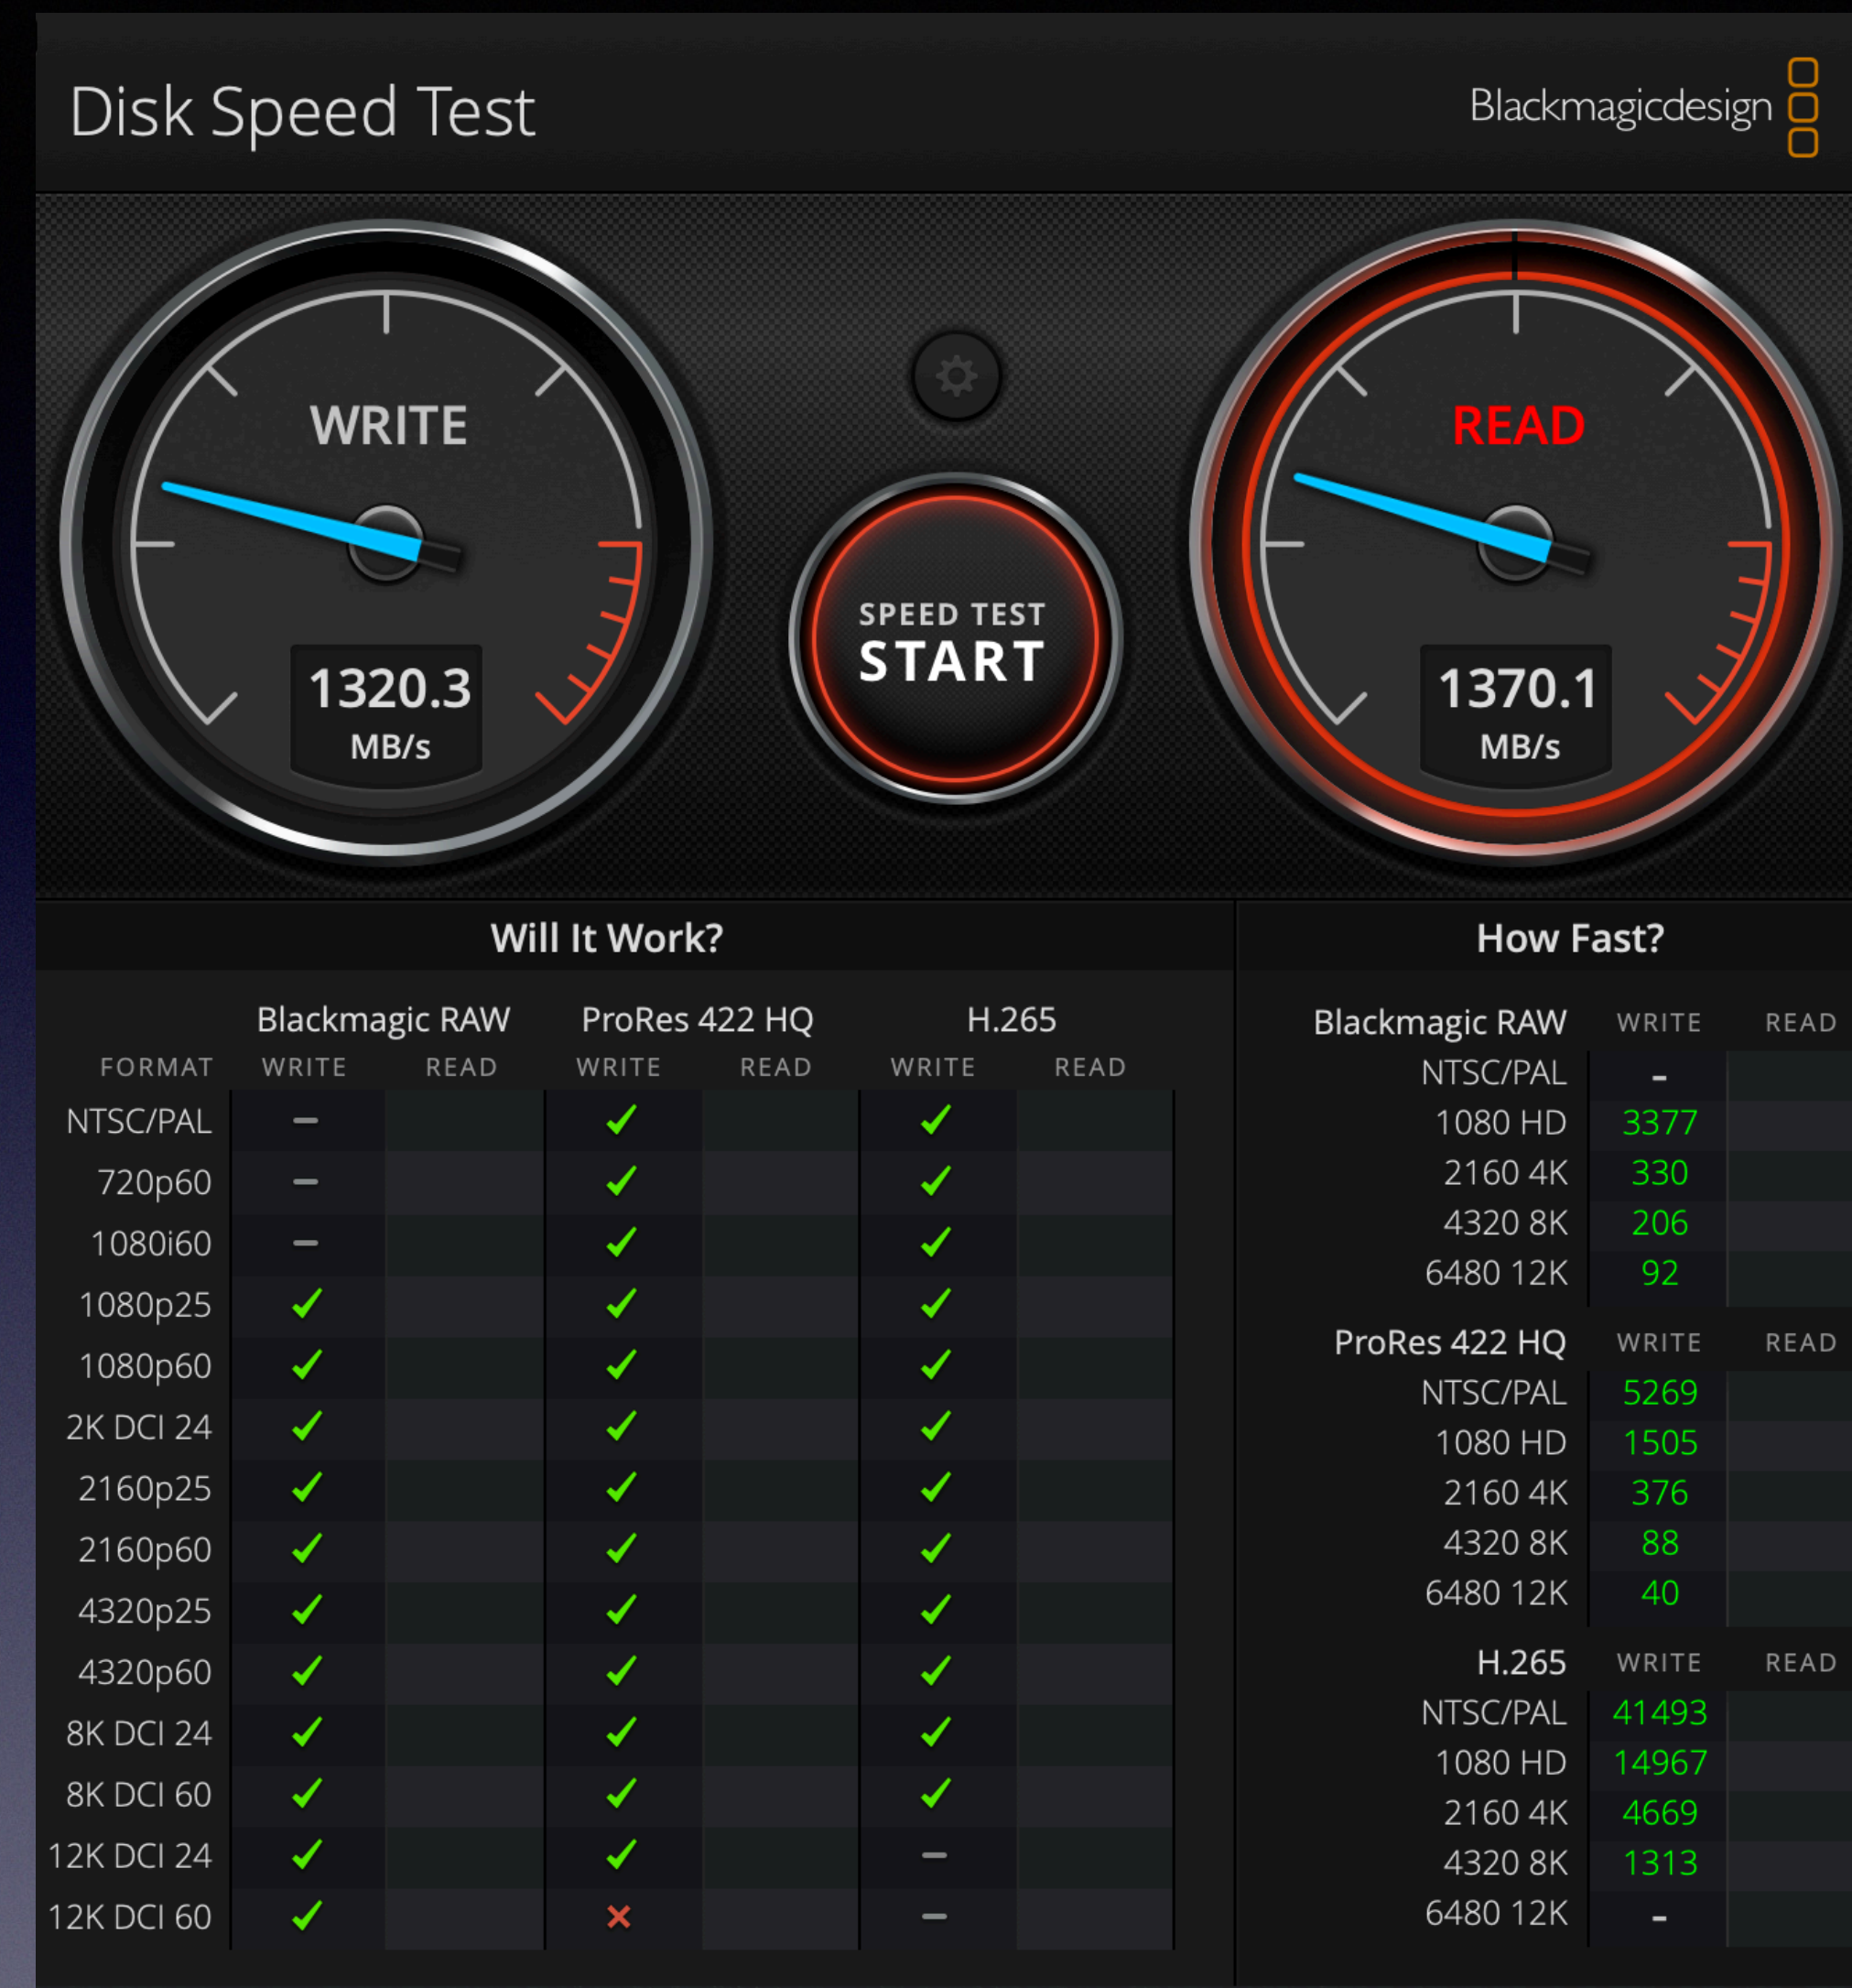 Disk Speed Test
Blackmagicdesign
WRITE
READ
SPEED TEST
START
1320.3
MB/s
1370.1
MB/s
Will It Work?
Blackmagic RAW ProRes 422 HQ H.265
FORMAT WRITE READ WRITE READ WRITE READ
NTSC/PAL – ✓ ✓
720p60 – ✓ ✓
1080i60 – ✓ ✓
1080p25 ✓ ✓ ✓
1080p60 ✓ ✓ ✓
2K DCI 24 ✓ ✓ ✓
2160p25 ✓ ✓ ✓
2160p60 ✓ ✓ ✓
4320p25 ✓ ✓ ✓
4320p60 ✓ ✓ ✓
8K DCI 24 ✓ ✓ ✓
8K DCI 60 ✓ ✓ ✓
12K DCI 24 ✓ ✓ –
12K DCI 60 ✓ ✗ –
How Fast?
Blackmagic RAW WRITE READ
NTSC/PAL -
1080 HD 3377
2160 4K 330
4320 8K 206
6480 12K 92
ProRes 422 HQ WRITE READ
NTSC/PAL 5269
1080 HD 1505
2160 4K 376
4320 8K 88
6480 12K 40
H.265 WRITE READ
NTSC/PAL 41493
1080 HD 14967
2160 4K 4669
4320 8K 1313
6480 12K -